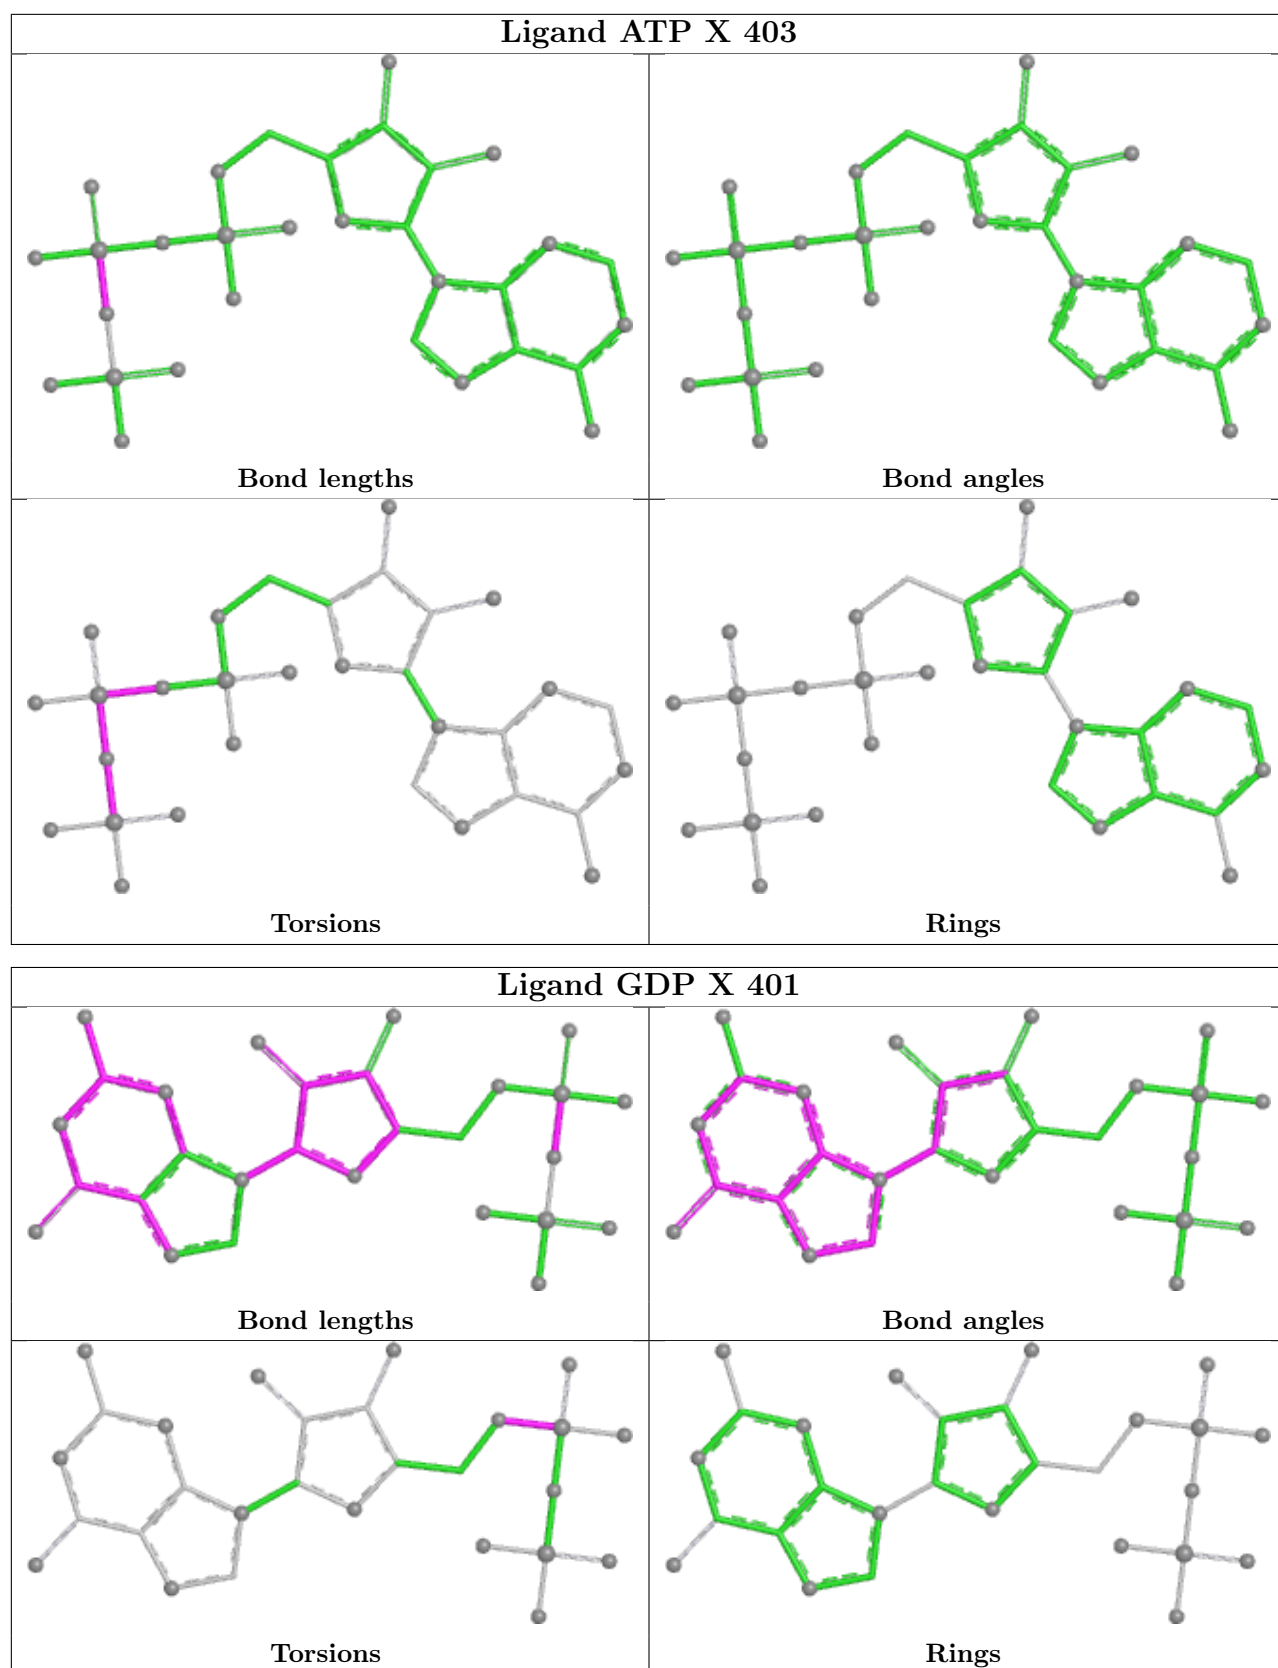 Ligand ATP X 403
Bond lengths
Bond angles
Torsions
Rings
Ligand GDP X 401
Bond lengths
Bond angles
Torsions
Rings